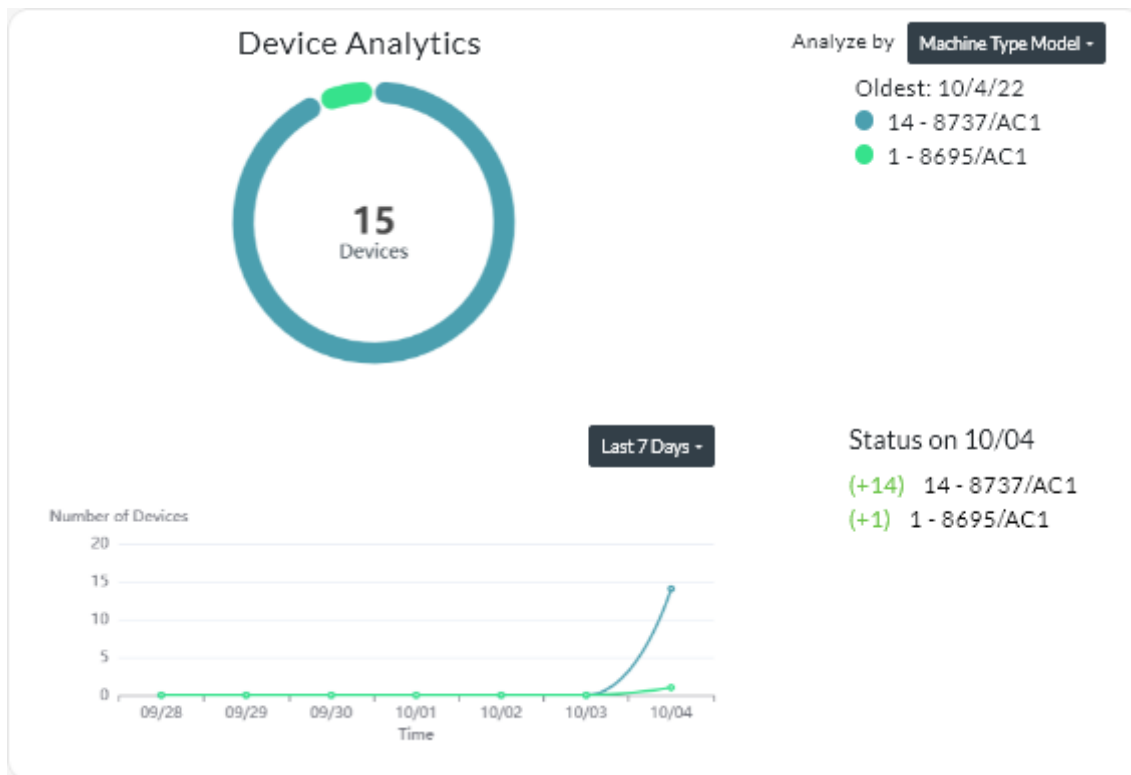 Device Analytics
Analyze by Machine Type Model
Oldest: 10/4/22
14 - 8737/AC1
1 - 8695/AC1
15
Devices
Last 7 Days
Status on 10/04
(+14) 14 - 8737/AC1
(+1) 1 - 8695/AC1
Number of Devices
20
15
10
5
0
09/28 09/29 09/30 10/01 10/02 10/03 10/04
Time